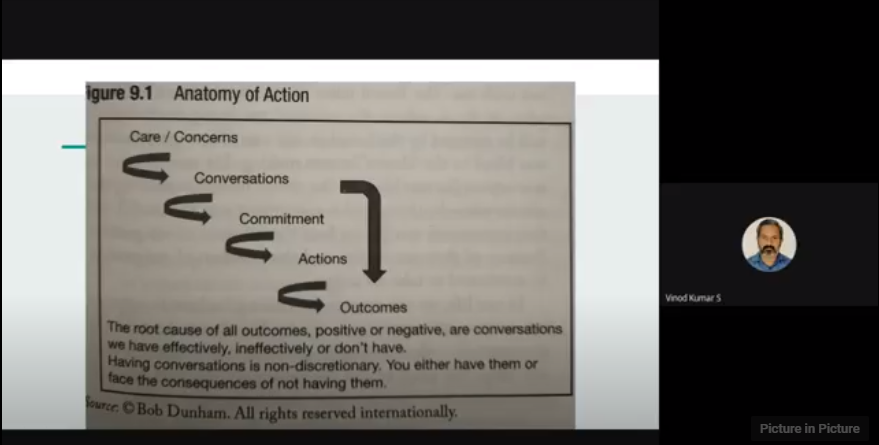 igure 9.1 Anatomy of Action
Care / Concerns
Conversations
Commitment
Actions
Outcomes
The root cause of all outcomes, positive or negative, are conversations
we have effectively, ineffectively or don't have.
Having conversations is non-discretionary. You either have them or
face the consequences of not having them.
Source: © Bob Dunham. All rights reserved internationally.
Vinod Kumar S
Picture in Picture